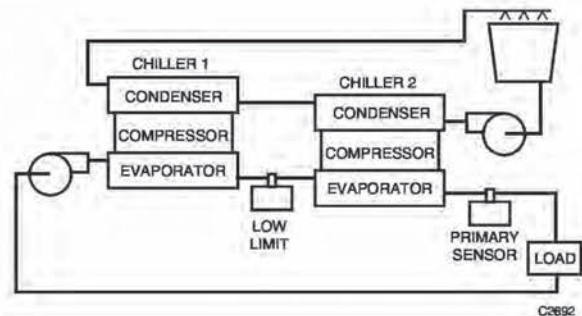 CHILLER 1
CONDENSER
COMPRESSOR
EVAPORATOR
LOW
LIMIT
CHILLER 2
CONDENSER
COMPRESSOR
EVAPORATOR
PRIMARY
SENSOR
LOAD
C2692